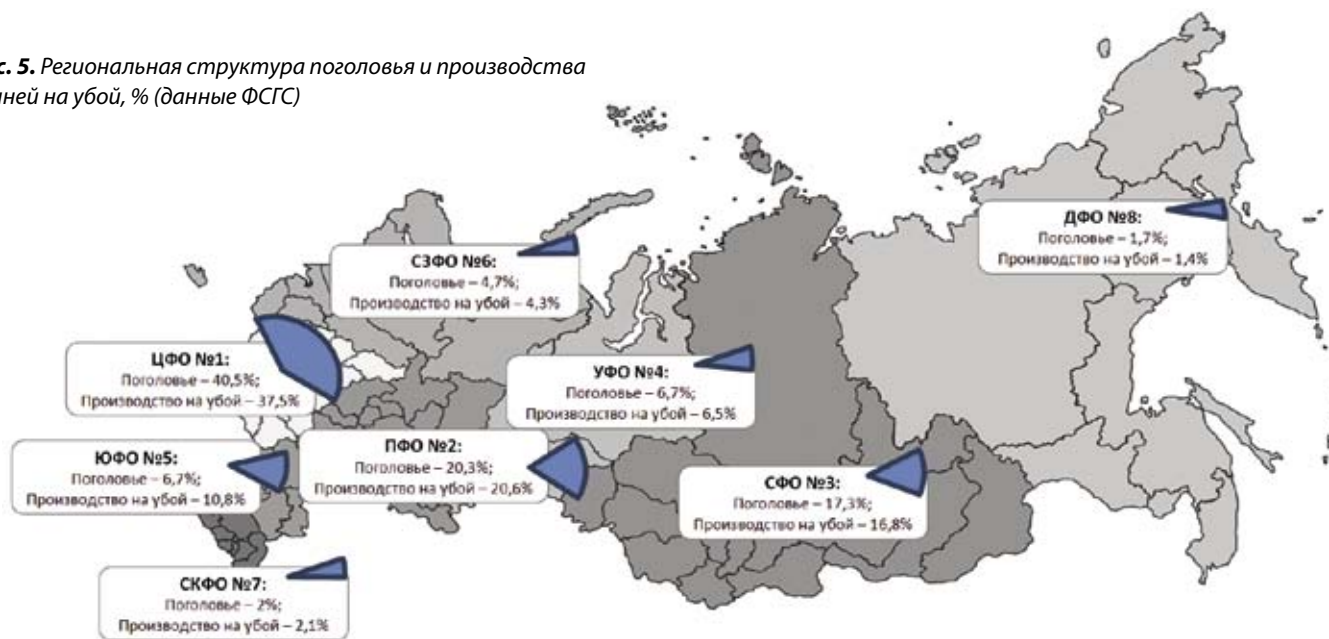 с. 5. Региональная структура поголовья и производства
ней на убой, % (данные ФСГС)
ДФО №8:
Поголовье – 1,7%;
Производство на убой – 1,4%
СЗФО №6:
Поголовье – 4,7%;
Производство на убой – 4,3%
ЦФО №1:
Поголовье – 40,5%;
Производство на убой – 37,5%
УФО №4:
Поголовье – 6,7%;
Производство на убой – 6,5%
ЮФО №5:
Поголовье – 6,7%;
Производство на убой – 10,8%
ПФО №2:
Поголовье – 20,3%;
Производство на убой – 20,6%
СФО №3:
Поголовье – 17,3%;
Производство на убой – 16,8%
СКФО №7:
Поголовье – 2%;
Производство на убой – 2,1%